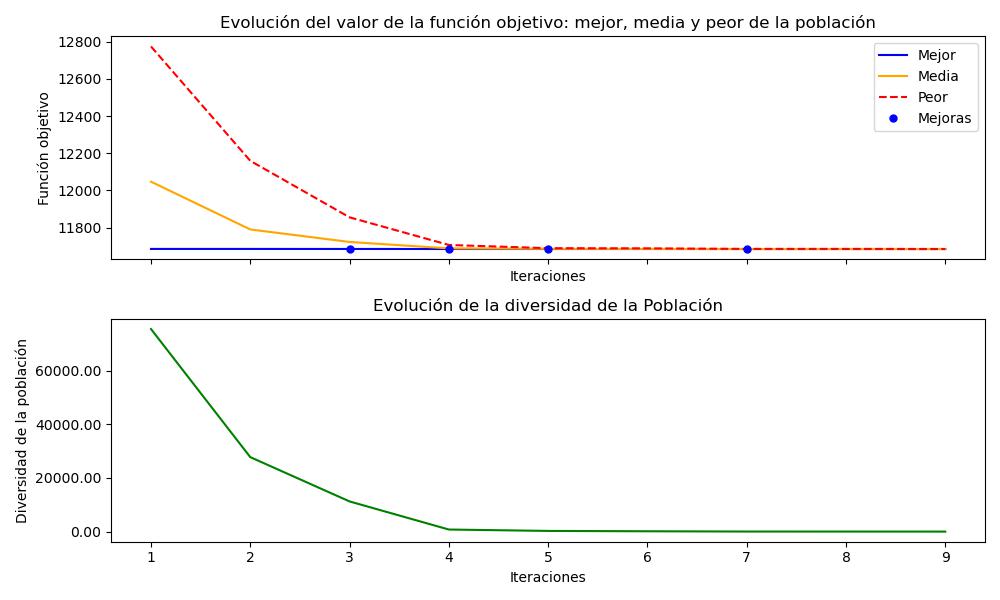 Evolución del valor de la función objetivo: mejor, media y peor de la población
12800
12600
12400
12200
12000
11800
Función objetivo
Mejor
Media
Peor
Mejoras
Iteraciones
Evolución de la diversidad de la Población
60000.00
40000.00
20000.00
0.00
Diversidad de la población
1 2 3 4 5 6 7 8 9
Iteraciones